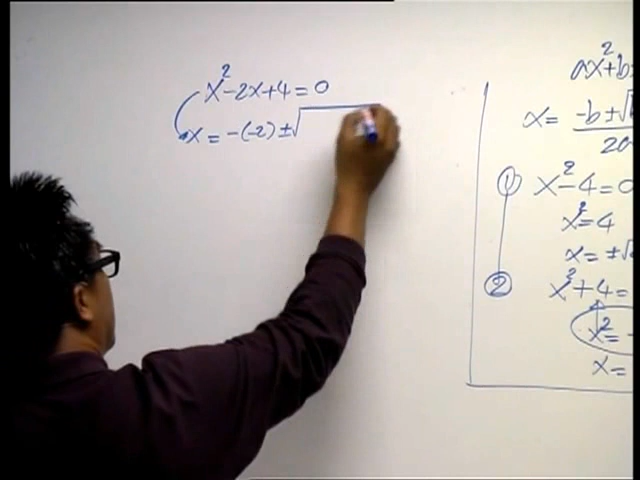 x²-2x+4=0
x = -(-2) ±√
ax²+b
x = -b ±√
2a
① x²-4=0
x²=4
x=±√
② x²+4=
x²=-
x=